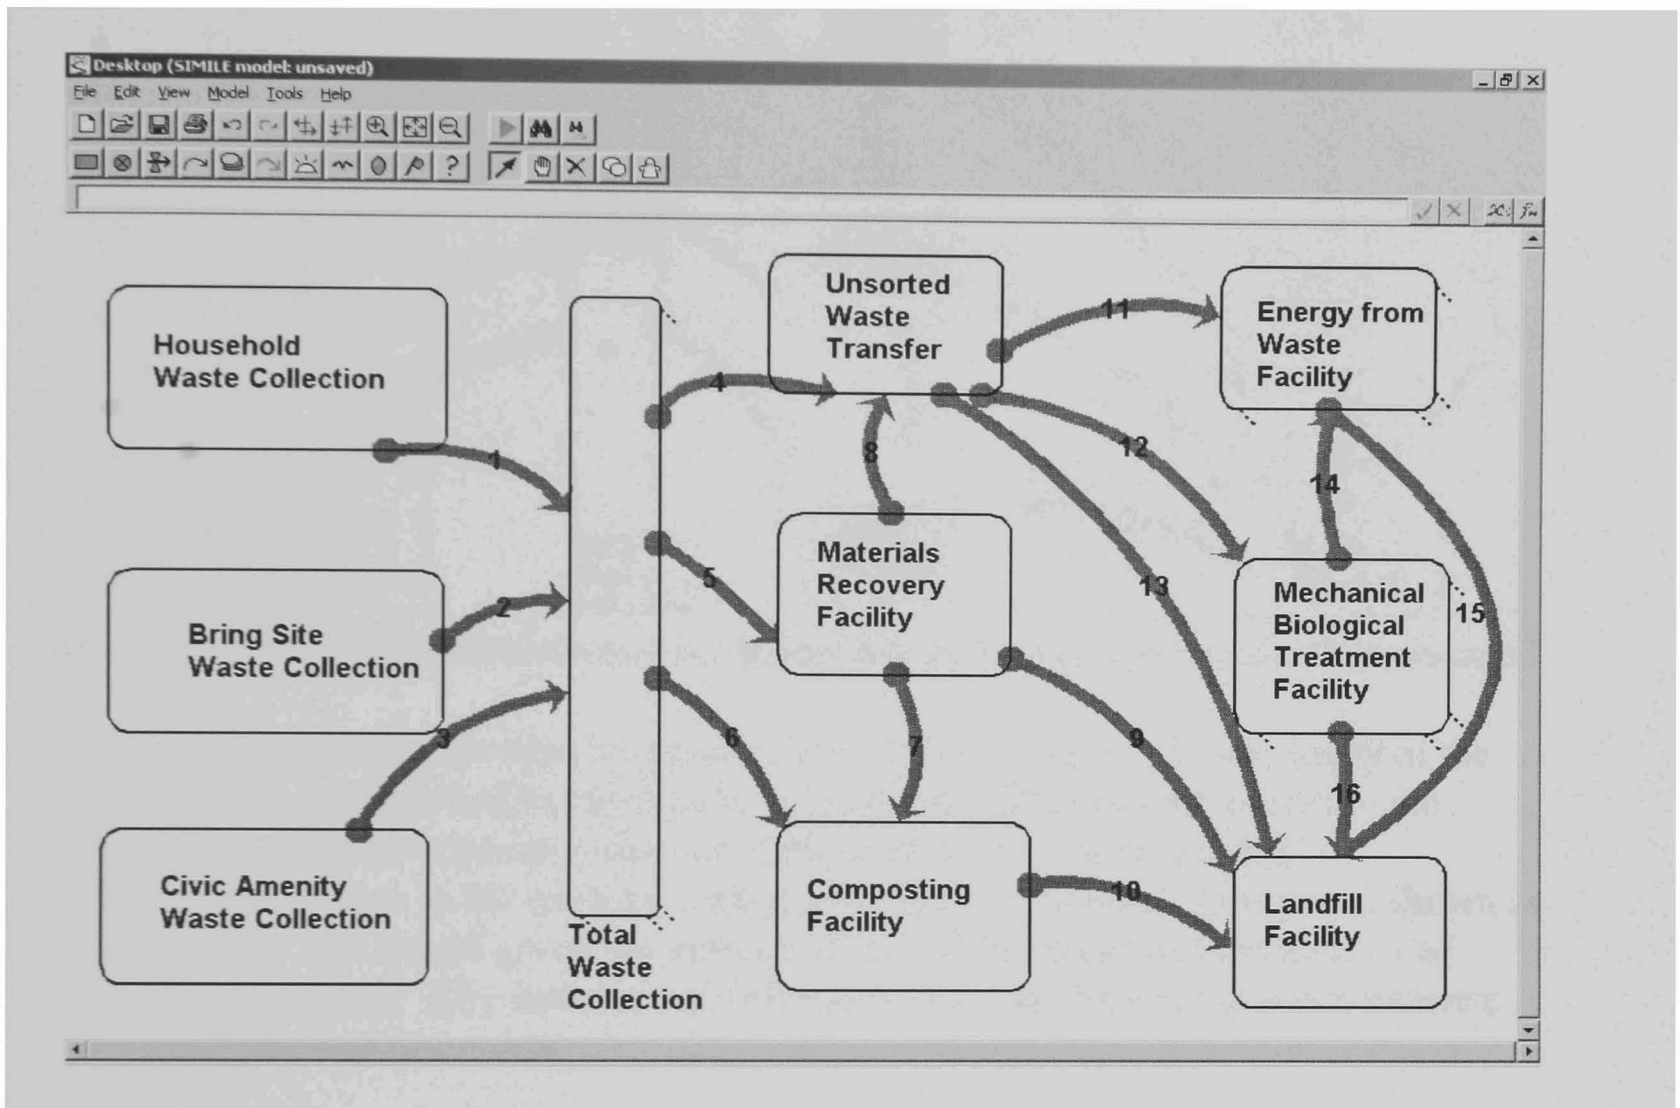 Desktop (SIMILE model: unsaved)
File Edit View Model Tools Help
Household
Waste Collection
Bring Site
Waste Collection
Civic Amenity
Waste Collection
Total
Waste
Collection
Unsorted
Waste
Transfer
Materials
Recovery
Facility
Composting
Facility
Energy from
Waste
Facility
Mechanical
Biological
Treatment
Facility
Landfill
Facility
1
2
3
4
5
6
7
8
9
10
11
12
13
14
15
16